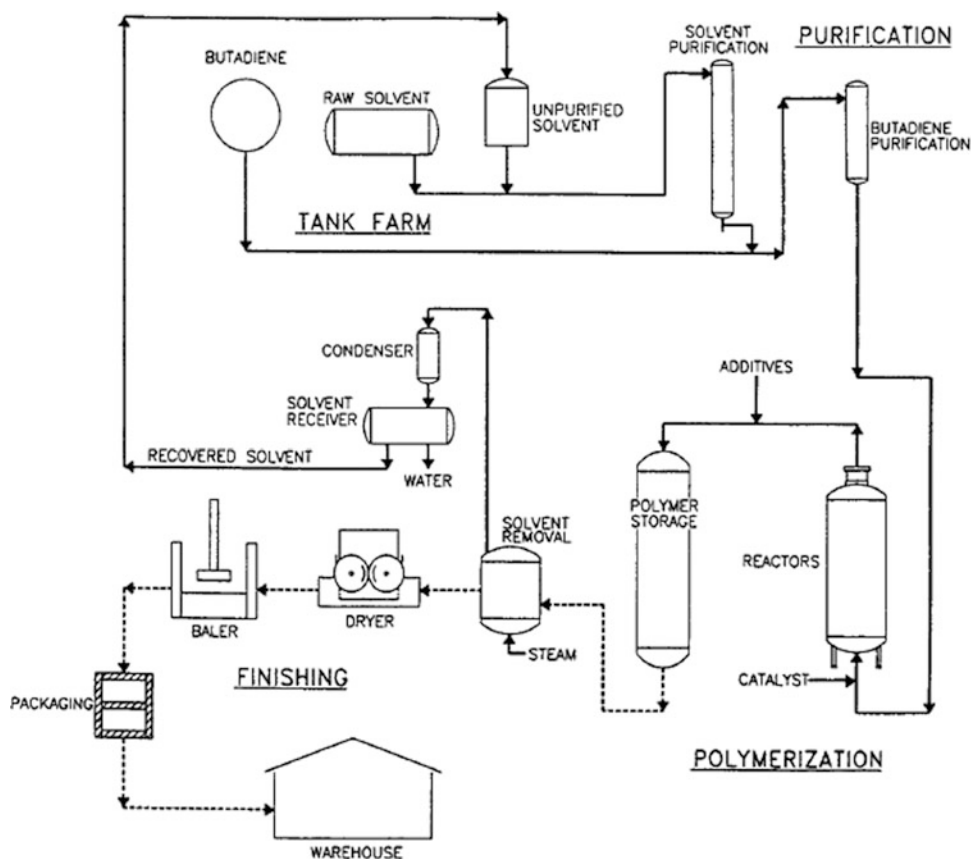 SOLVENT
PURIFICATION
PURIFICATION
BUTADIENE
RAW SOLVENT
UNPURIFIED
SOLVENT
BUTADIENE
PURIFICATION
TANK FARM
CONDENSER
ADDITIVES
SOLVENT
RECEIVER
RECOVERED SOLVENT
WATER
POLYMER
STORAGE
SOLVENT
REMOVAL
REACTORS
BALER
DRYER
STEAM
FINISHING
CATALYST
PACKAGING
POLYMERIZATION
WAREHOUSE